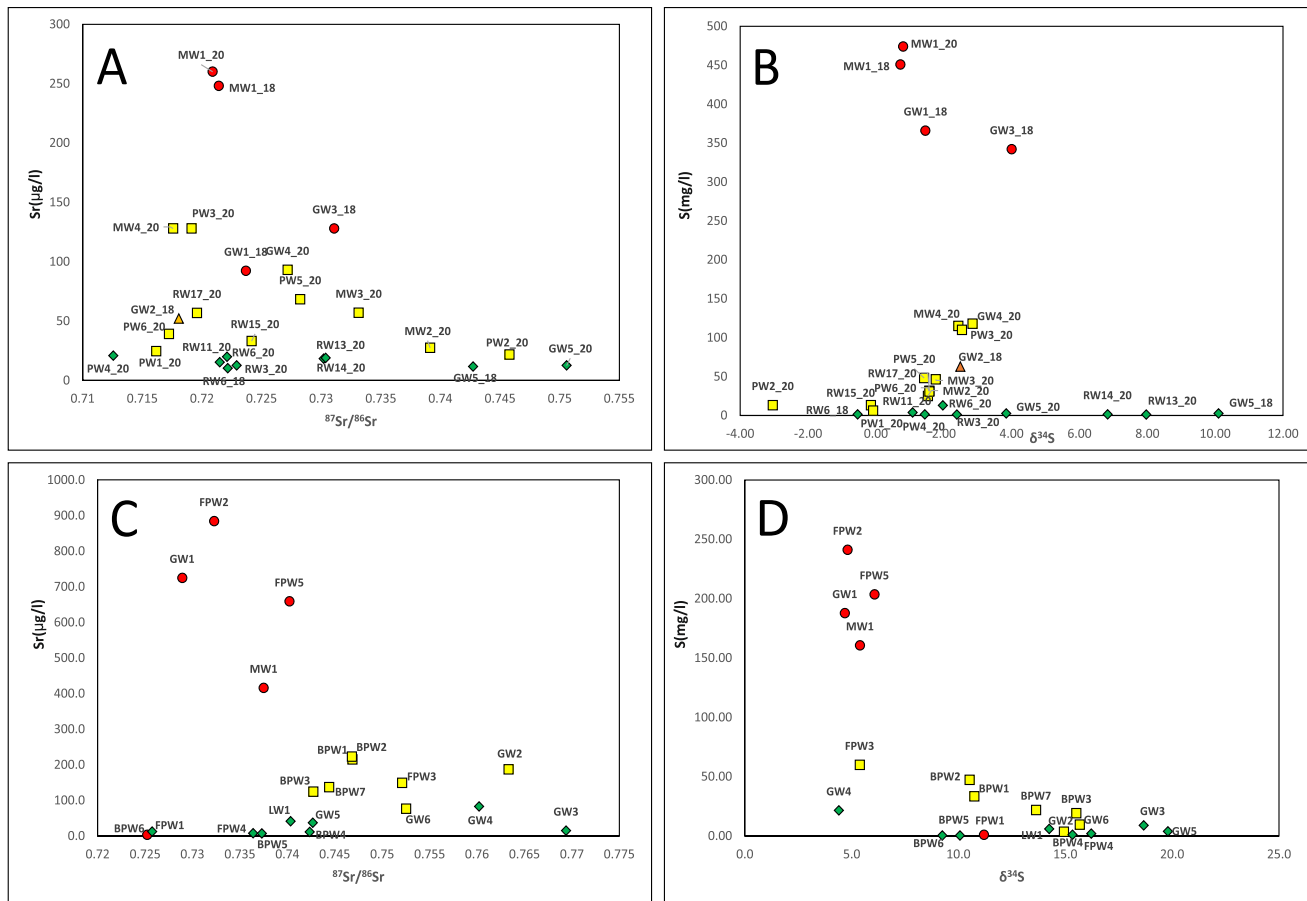 A
300
250
200
150
100
50
0
Sr(µg/l)
MW1_20
MW1_18
MW4_20
PW3_20
GW3_18
GW1_18
GW4_20
PW5_20
RW17_20
GW2_18
PW6_20
RW15_20
MW3_20
MW2_20
PW2_20
GW5_20
RW11_20
RW6_20
RW13_20
PW4_20
PW1_20
RW3_20
RW14_20
GW5_18
RW6_18
0.71
0.715
0.72
0.725
0.73
0.735
0.74
0.745
0.75
0.755
⁸⁷Sr/⁸⁶Sr
B
500
450
400
350
300
250
200
150
100
50
0
S(mg/l)
MW1_20
MW1_18
GW1_18
GW3_18
MW4_20
GW4_20
PW3_20
PW5_20
GW2_18
RW17_20
MW3_20
PW2_20
RW15_20
PW6_20
MW2_20
RW6_18
RW11_20
RW6_20
GW5_20
RW14_20
RW13_20
GW5_18
PW1_20
PW4_20
RW3_20
-4.00
-2.00
0.00
2.00
4.00
6.00
8.00
10.00
12.00
δ³⁴S
C
1000.0
900.0
800.0
700.0
600.0
500.0
400.0
300.0
200.0
100.0
0.0
Sr(µg/l)
FPW2
GW1
FPW5
MW1
BPW1
BPW2
GW2
BPW3
BPW7
FPW3
LW1
GW5
GW6
GW4
GW3
BPW6
FPW1
FPW4
BPW5
BPW4
0.72
0.725
0.73
0.735
0.74
0.745
0.75
0.755
0.76
0.765
0.77
0.775
⁸⁷Sr/⁸⁶Sr
D
300.00
250.00
200.00
150.00
100.00
50.00
0.00
S(mg/l)
FPW2
FPW5
GW1
MW1
FPW3
GW4
BPW2
BPW1
BPW7
BPW3
GW3
BPW5
FPW1
GW2
GW6
BPW6
LW1
BPW4
FPW4
GW5
0.0
5.0
10.0
15.0
20.0
25.0
δ³⁴S